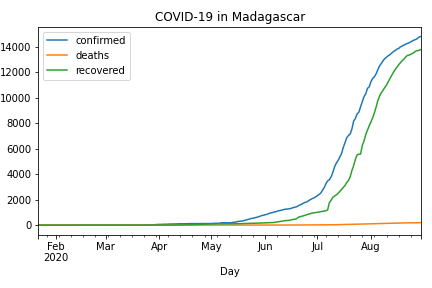 COVID-19 in Madagascar
confirmed
deaths
recovered
14000
12000
10000
8000
6000
4000
2000
0
Feb Mar Apr May Jun Jul Aug
2020
Day